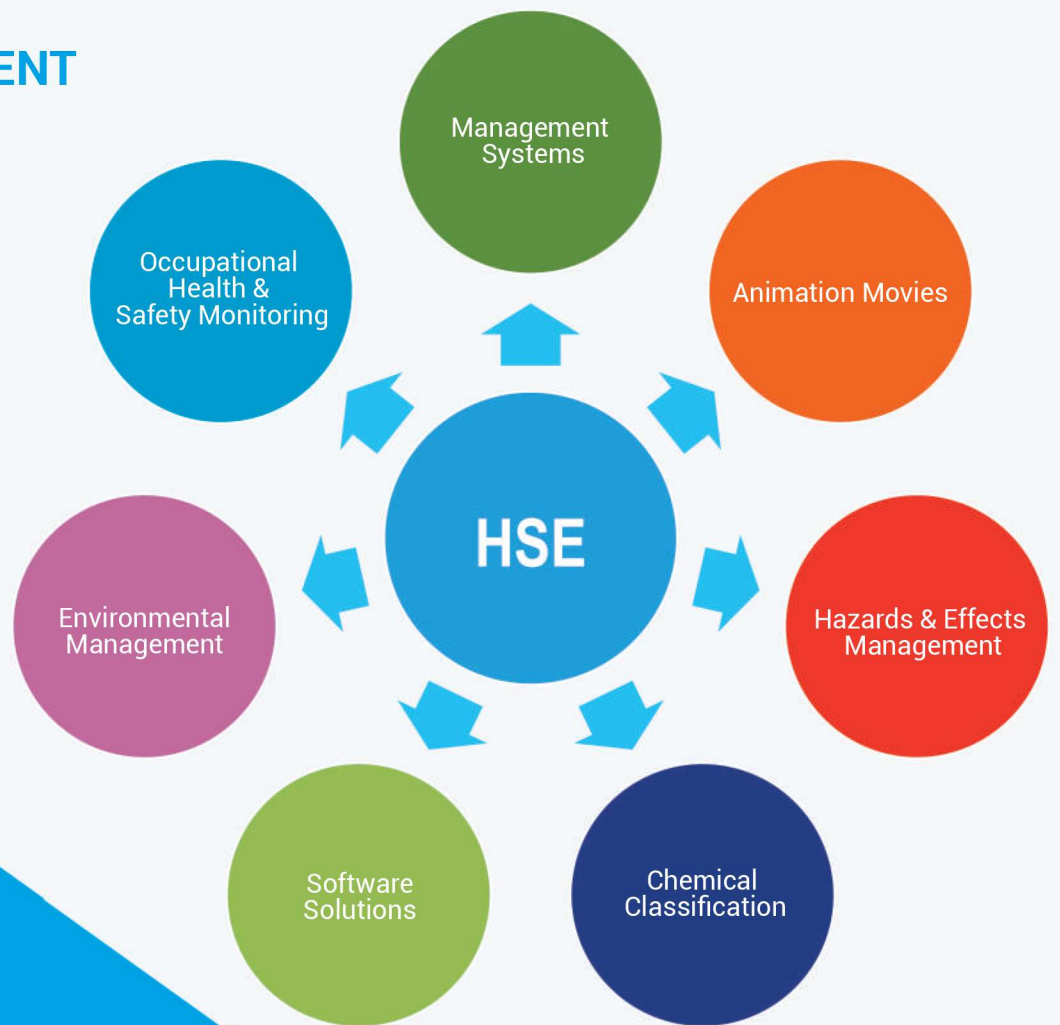 ENT
Management
Systems
Occupational
Health &
Safety Monitoring
Animation Movies
HSE
Environmental
Management
Hazards & Effects
Management
Software
Solutions
Chemical
Classification